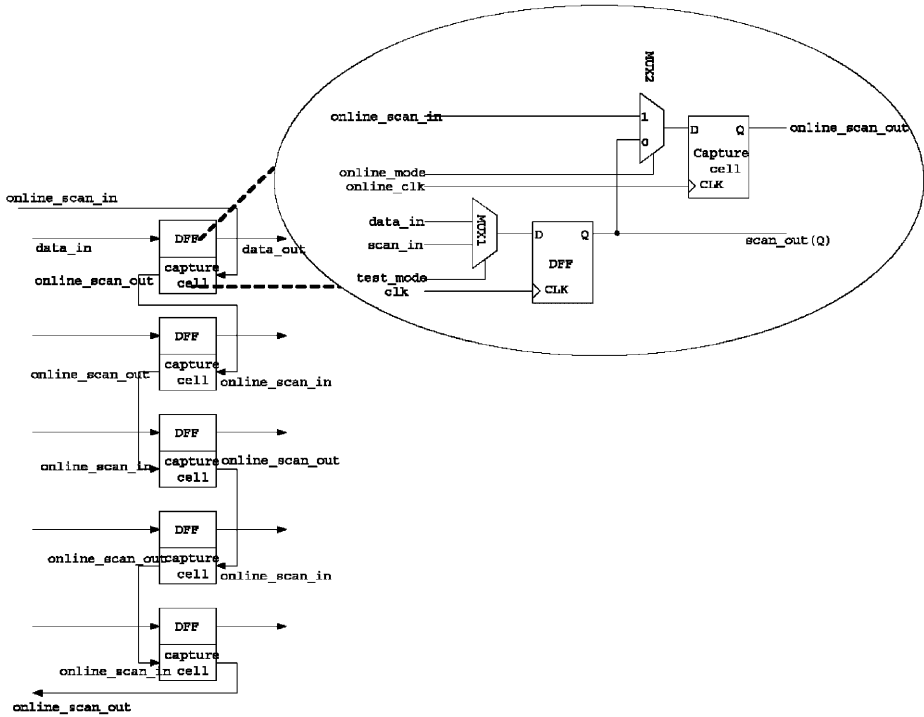 MUX2
online_scan_in
1
0
D Q
online_scan_out
Capture
cell
CLK
online_mode
online_clk
data_in
scan_in
MUX1
D Q
DFF
CLK
scan_out(Q)
test_mode
clk
online_scan_in
data_in
DFF
data_out
online_scan_out
capture
cell
DFF
online_scan_out
capture
cell
online_scan_in
DFF
online_scan_in
capture
cell
online_scan_out
DFF
online_scan_out
capture
cell
online_scan_in
DFF
capture
cell
online_scan_in
online_scan_out